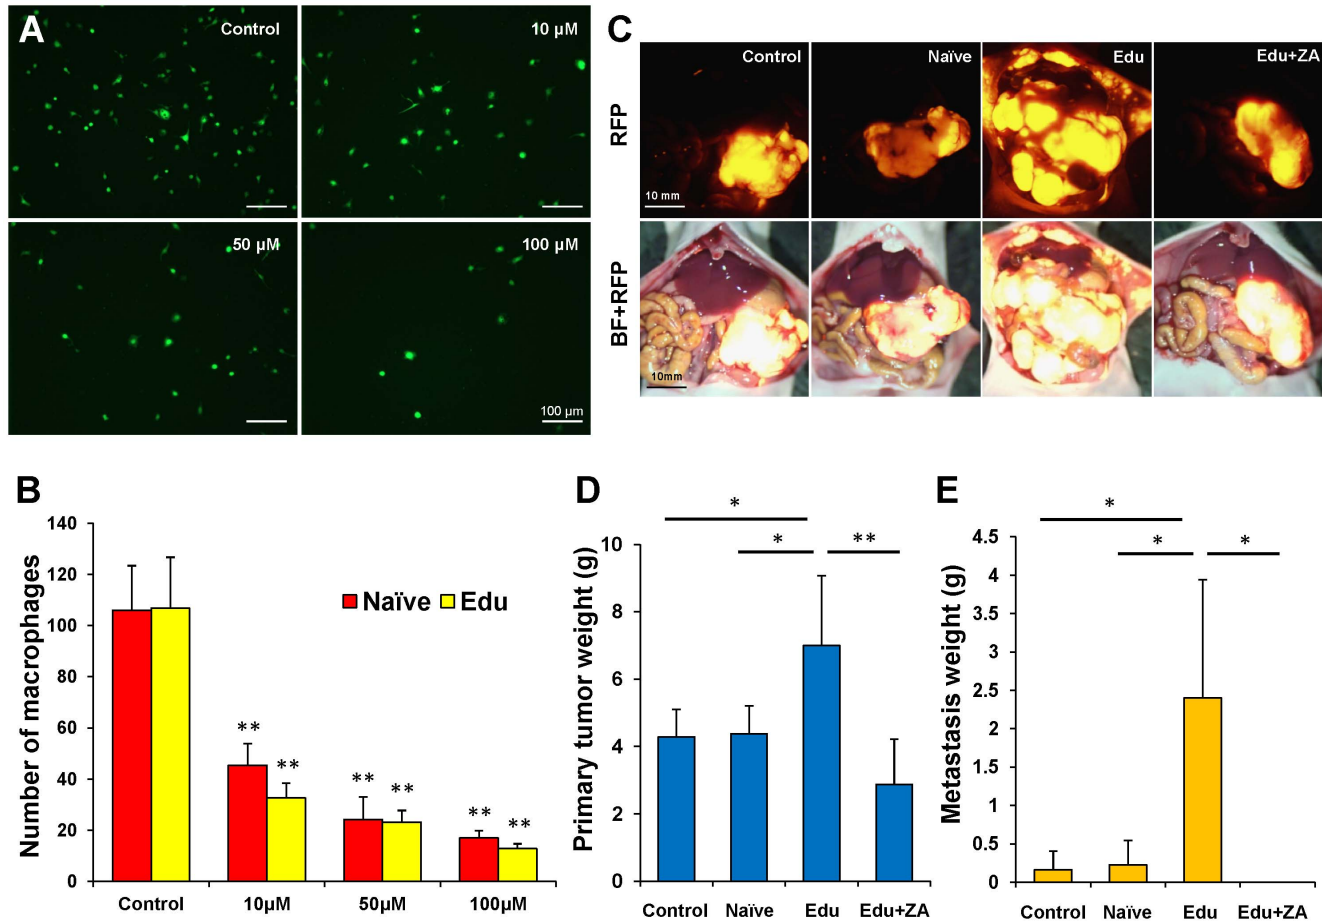 A
Control
10 µM
50 µM
100 µM
100 µm
C
Control
Naïve
Edu
Edu+ZA
RFP
10 mm
BF+RFP
10mm
B
Number of macrophages
140
120
100
80
60
40
20
0
Naïve
Edu
**
**
**
**
**
**
Control
10µM
50µM
100µM
D
Primary tumor weight (g)
10
8
6
4
2
0
*
*
**
Control
Naïve
Edu
Edu+ZA
E
Metastasis weight (g)
4.5
4
3.5
3
2.5
2
1.5
1
0.5
0
*
*
*
Control
Naïve
Edu
Edu+ZA